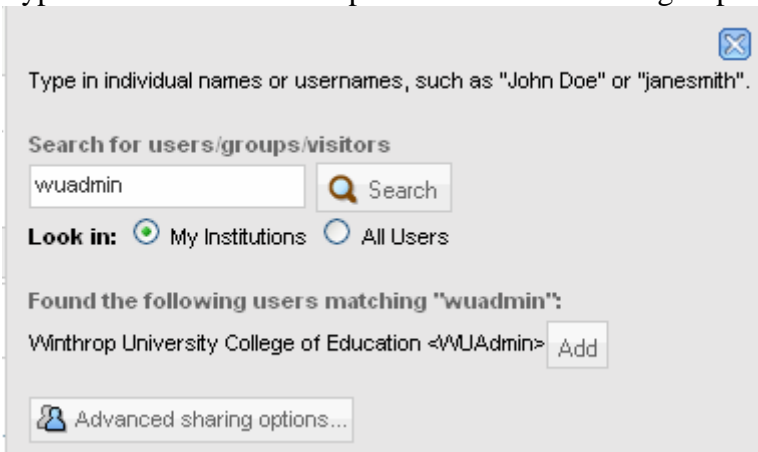 Type in individual names or usernames, such as "John Doe" or "janesmith".
Search for users/groups/visitors
wuadmin Search
Look in: My Institutions All Users
Found the following users matching "wuadmin":
Winthrop University College of Education <WUAdmin> Add
Advanced sharing options...